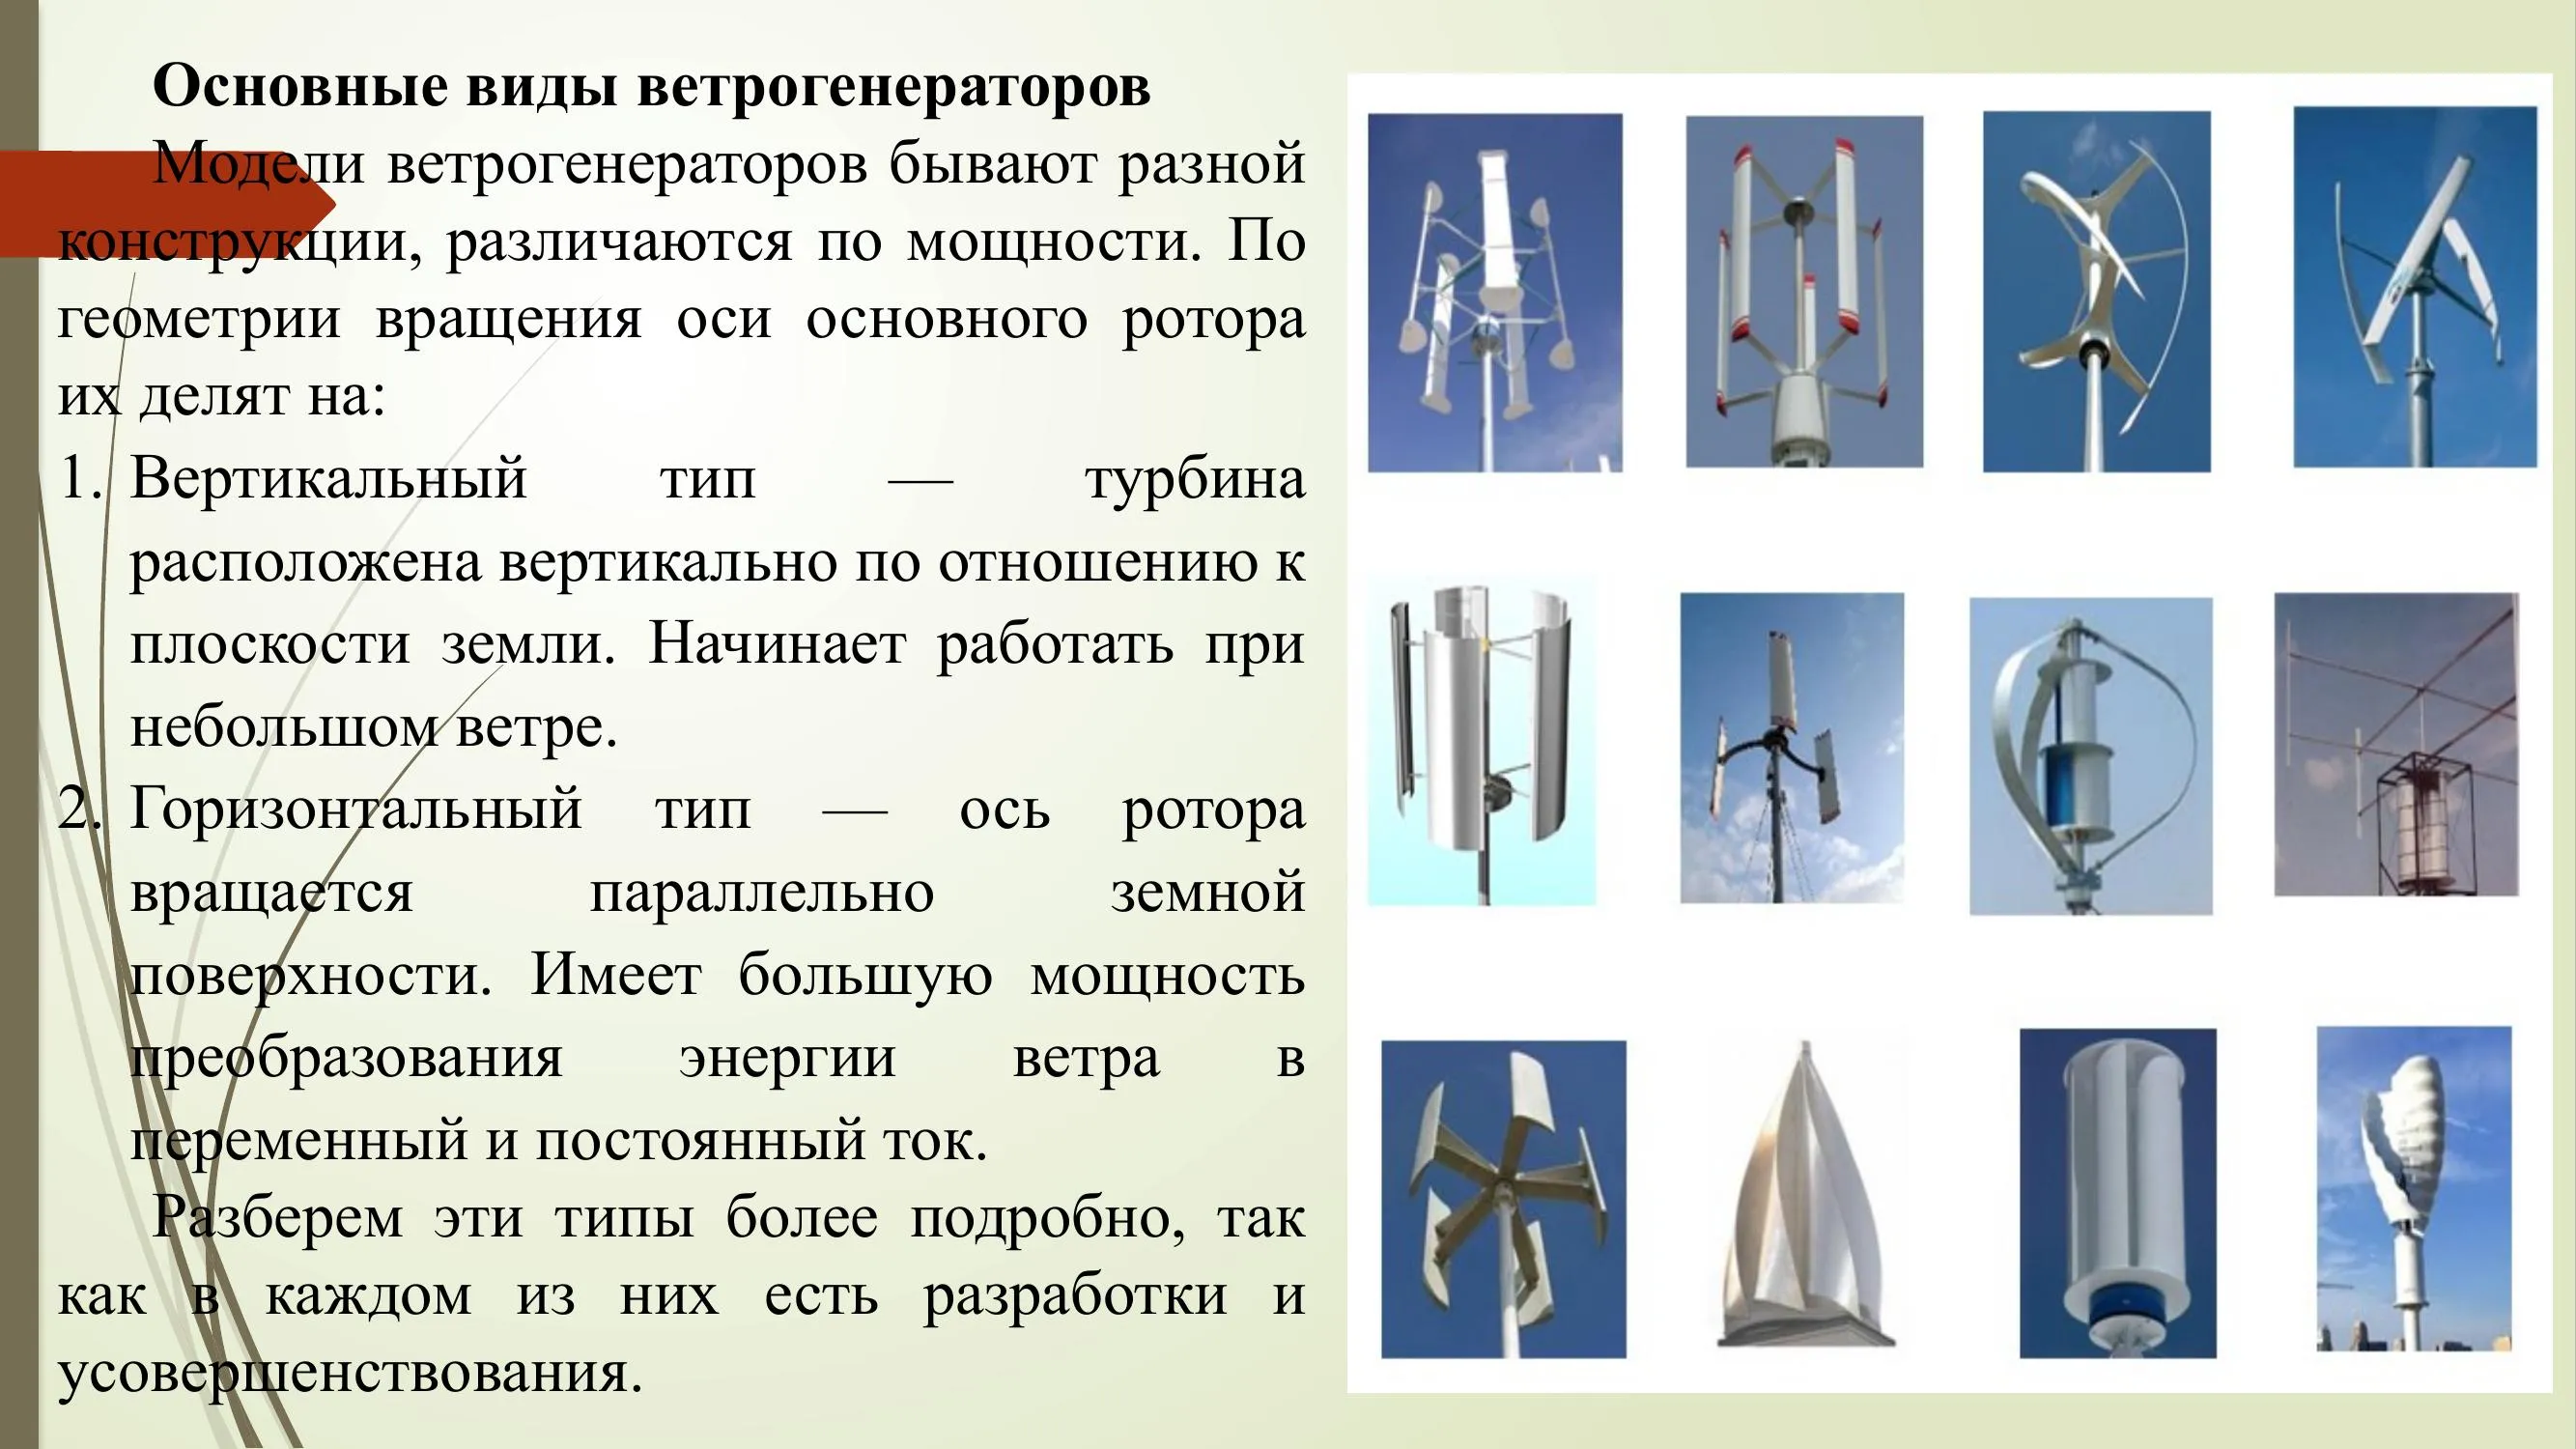 Основные виды ветрогенераторов
Модели ветрогенераторов бывают разной
конструкции, различаются по мощности. По
геометрии вращения оси основного ротора
их делят на:
1. Вертикальный тип — турбина
расположена вертикально по отношению к
плоскости земли. Начинает работать при
небольшом ветре.
2. Горизонтальный тип — ось ротора
вращается параллельно земной
поверхности. Имеет большую мощность
преобразования энергии ветра в
переменный и постоянный ток.
Разберем эти типы более подробно, так
как в каждом из них есть разработки и
усовершенствования.